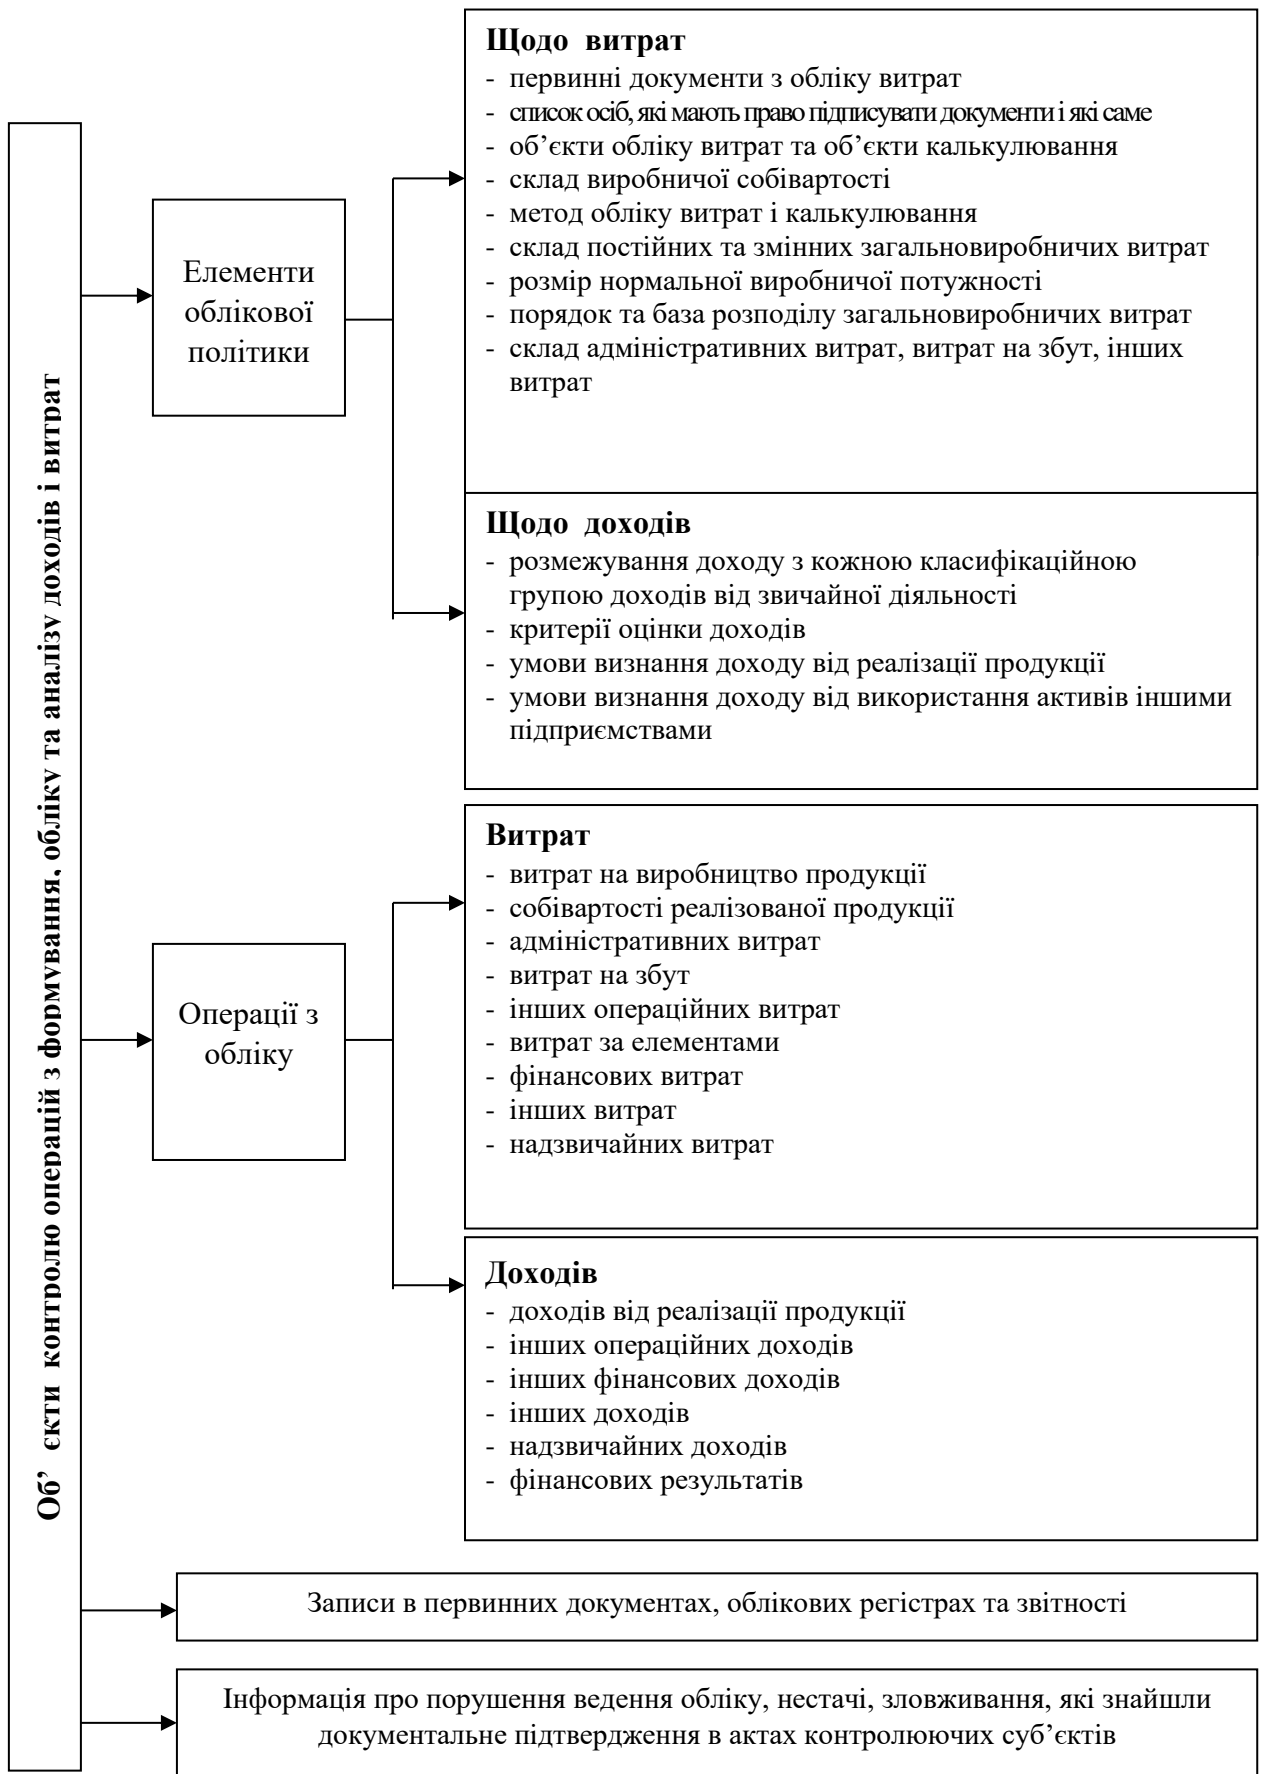 Об’ єкти контролю операцій з формування, обліку та аналізу доходів і витрат
Елементи
облікової
політики
Щодо витрат
- первинні документи з обліку витрат
- список осіб, які мають право підписувати документи і які саме
- об’єкти обліку витрат та об’єкти калькулювання
- склад виробничої собівартості
- метод обліку витрат і калькулювання
- склад постійних та змінних загальновиробничих витрат
- розмір нормальної виробничої потужності
- порядок та база розподілу загальновиробничих витрат
- склад адміністративних витрат, витрат на збут, інших
витрат
Щодо доходів
- розмежування доходу з кожною класифікаційною
групою доходів від звичайної діяльності
- критерії оцінки доходів
- умови визнання доходу від реалізації продукції
- умови визнання доходу від використання активів іншими
підприємствами
Операції з
обліку
Витрат
- витрат на виробництво продукції
- собівартості реалізованої продукції
- адміністративних витрат
- витрат на збут
- інших операційних витрат
- витрат за елементами
- фінансових витрат
- інших витрат
- надзвичайних витрат
Доходів
- доходів від реалізації продукції
- інших операційних доходів
- інших фінансових доходів
- інших доходів
- надзвичайних доходів
- фінансових результатів
Записи в первинних документах, облікових регістрах та звітності
Інформація про порушення ведення обліку, нестачі, зловживання, які знайшли
документальне підтвердження в актах контролюючих суб’єктів